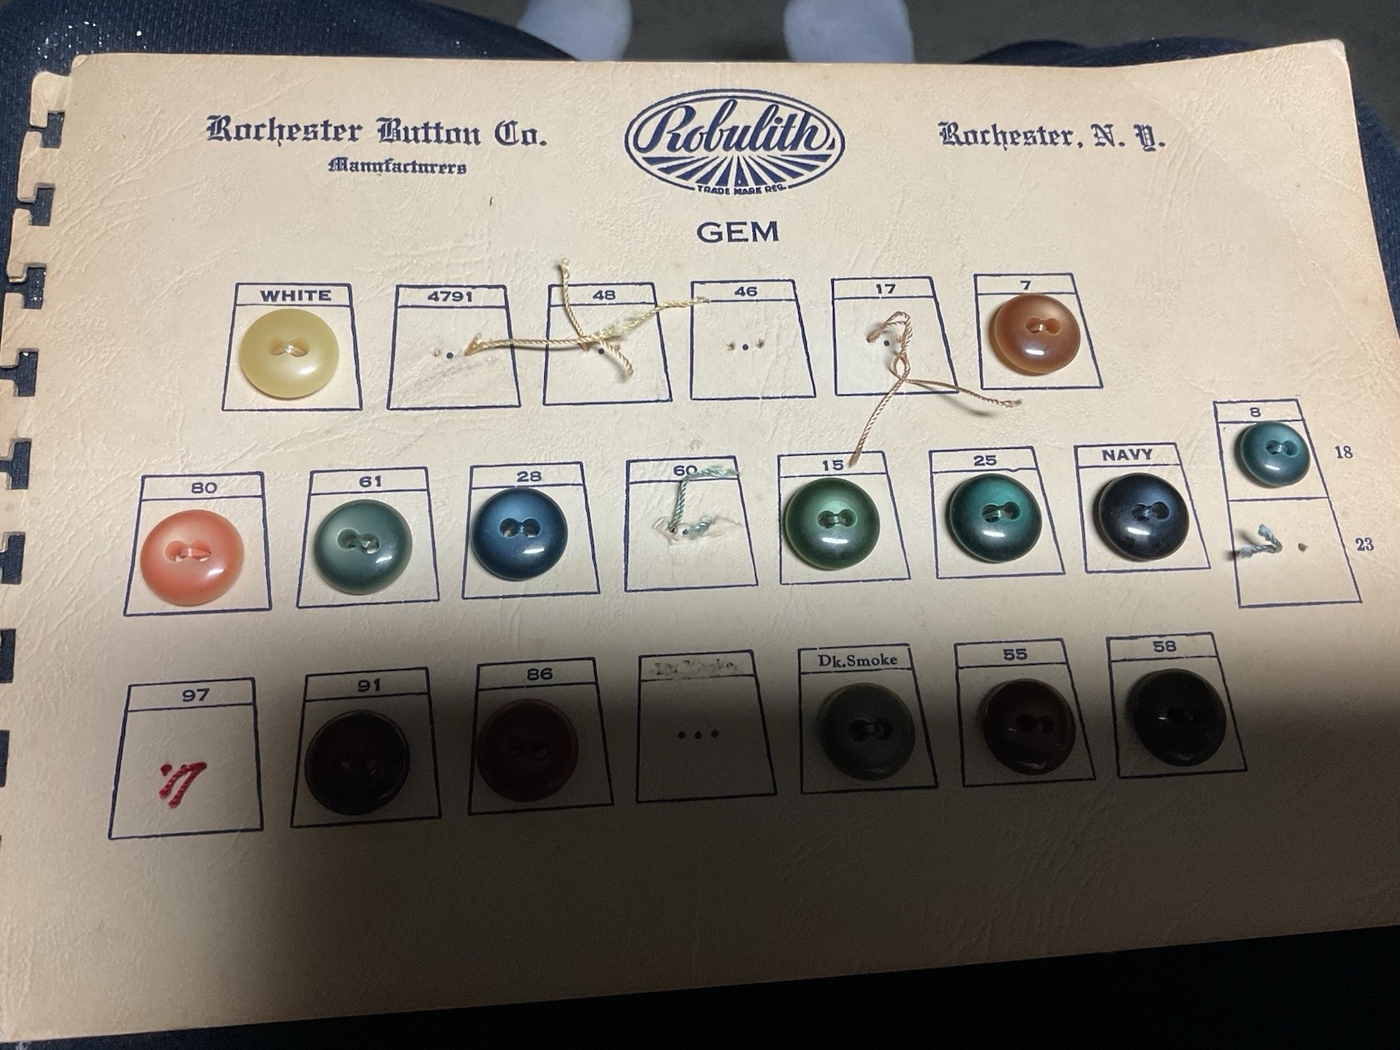 Rochester Button Co.
Manufacturers
Robulith
TRADE MARK REG.
Rochester, N. Y.
GEM
WHITE 4791 48 46 17 7
8 18
80 61 28 60 15 25 NAVY
23
97 91 86 Dk.Smoke 55 58